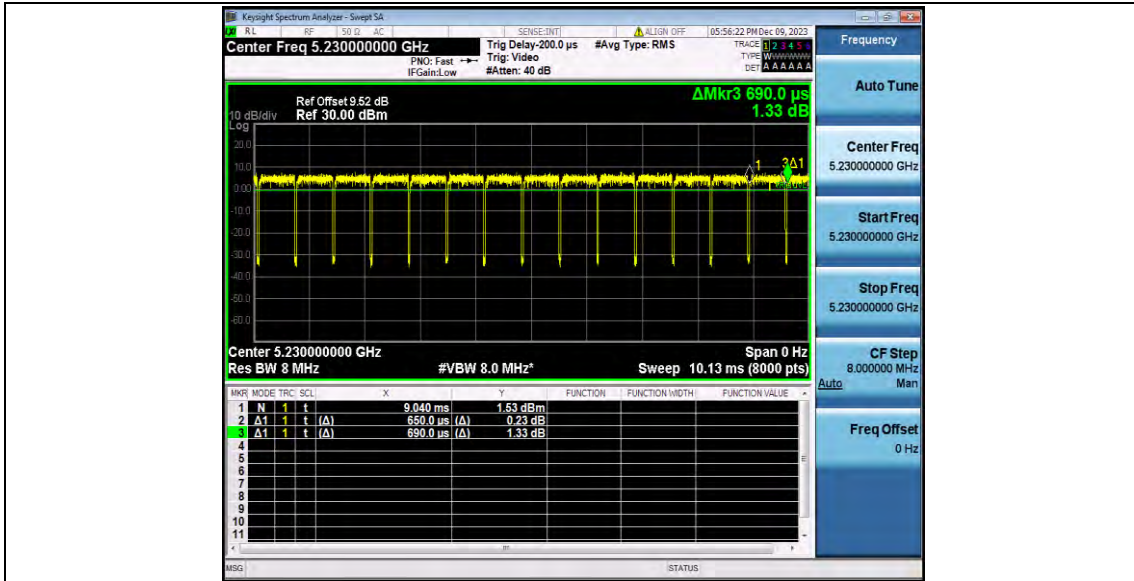 Keysight Spectrum Analyzer - Swept SA
RL RF 50 Ω AC SENSE:INT ALIGN OFF 05:56:22 PM Dec 09, 2023
Center Freq 5.230000000 GHz
PNO: Fast
IFGain:Low
Trig Delay-200.0 µs
Trig: Video
#Atten: 40 dB
#Avg Type: RMS
TRACE 1 2 3 4 5 6
TYPE W
DET A A A A A A
Frequency
Auto Tune
Center Freq
5.230000000 GHz
Start Freq
5.230000000 GHz
Stop Freq
5.230000000 GHz
CF Step
8.000000 MHz
Auto Man
Freq Offset
0 Hz
ΔMkr3 690.0 µs
1.33 dB
10 dB/div
Log
Ref Offset 9.52 dB
Ref 30.00 dBm
20.0
10.0
0.00
-10.0
-20.0
-30.0
-40.0
-50.0
-60.0
1 3Δ1
Center 5.230000000 GHz Span 0 Hz
Res BW 8 MHz #VBW 8.0 MHz* Sweep 10.13 ms (8000 pts)
MKR MODE TRC SCL X Y FUNCTION FUNCTION WIDTH FUNCTION VALUE
1 N 1 t 9.040 ms 1.53 dBm
2 Δ1 1 t (Δ) 650.0 µs (Δ) 0.23 dB
3 Δ1 1 t (Δ) 690.0 µs (Δ) 1.33 dB
4
5
6
7
8
9
10
11
MSG STATUS